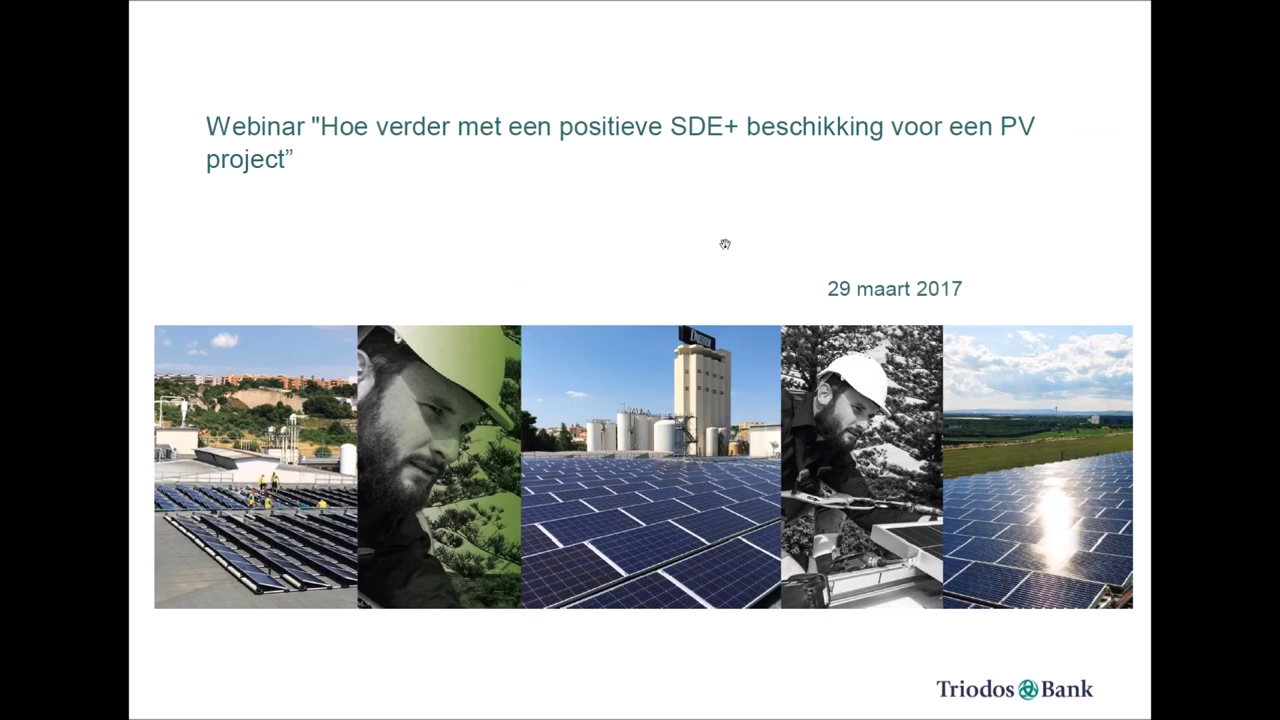 Webinar "Hoe verder met een positieve SDE+ beschikking voor een PV
project”
29 maart 2017
Triodos Bank